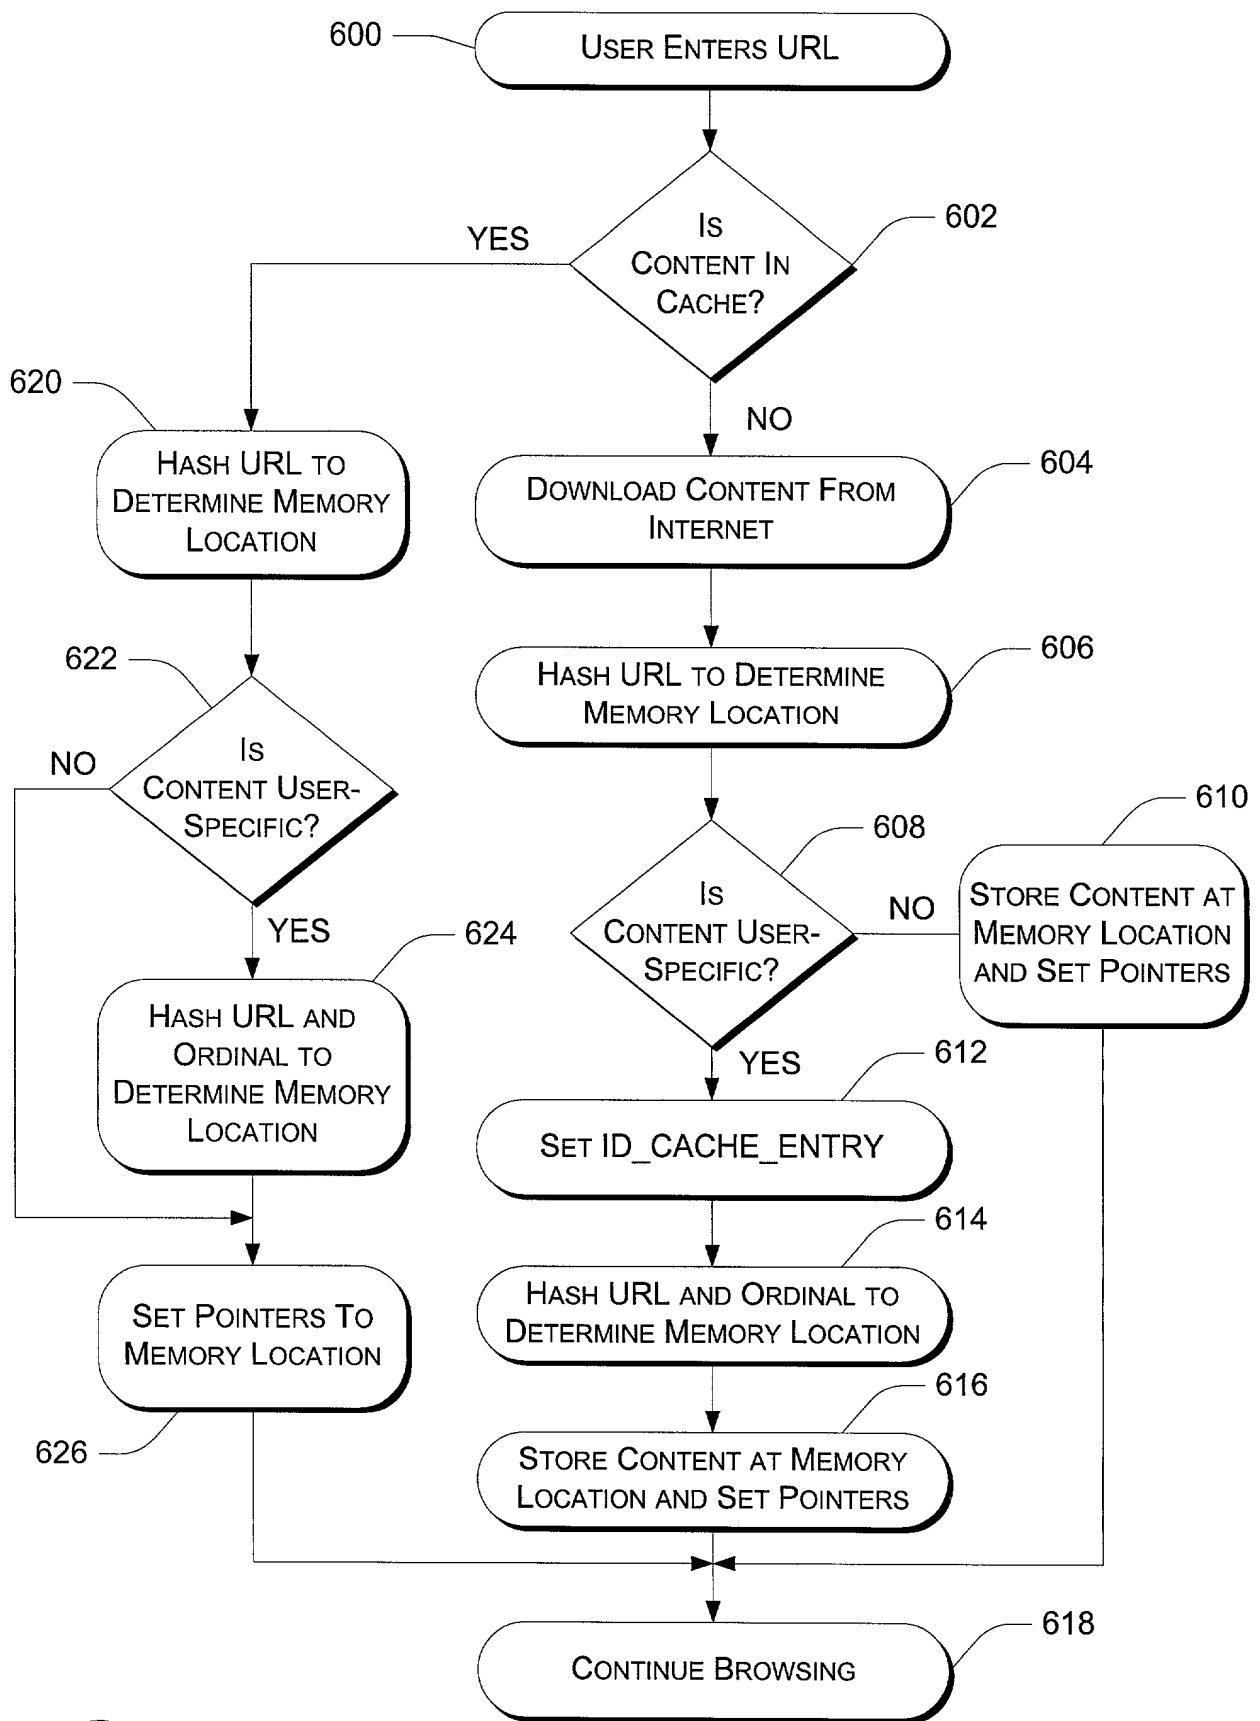 600
USER ENTERS URL
602
IS
CONTENT IN
CACHE?
YES
NO
620
HASH URL TO
DETERMINE MEMORY
LOCATION
604
DOWNLOAD CONTENT FROM
INTERNET
622
IS
CONTENT USER-
SPECIFIC?
NO
YES
606
HASH URL TO DETERMINE
MEMORY LOCATION
608
IS
CONTENT USER-
SPECIFIC?
NO
YES
610
STORE CONTENT AT
MEMORY LOCATION
AND SET POINTERS
624
HASH URL AND
ORDINAL TO
DETERMINE MEMORY
LOCATION
612
SET ID_CACHE_ENTRY
614
HASH URL AND ORDINAL TO
DETERMINE MEMORY LOCATION
SET POINTERS TO
MEMORY LOCATION
626
616
STORE CONTENT AT MEMORY
LOCATION AND SET POINTERS
618
CONTINUE BROWSING